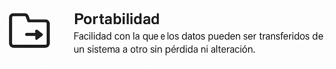 Portabilidad
Facilidad con la que e los datos pueden ser transferidos de
un sistema a otro sin pérdida ni alteración.